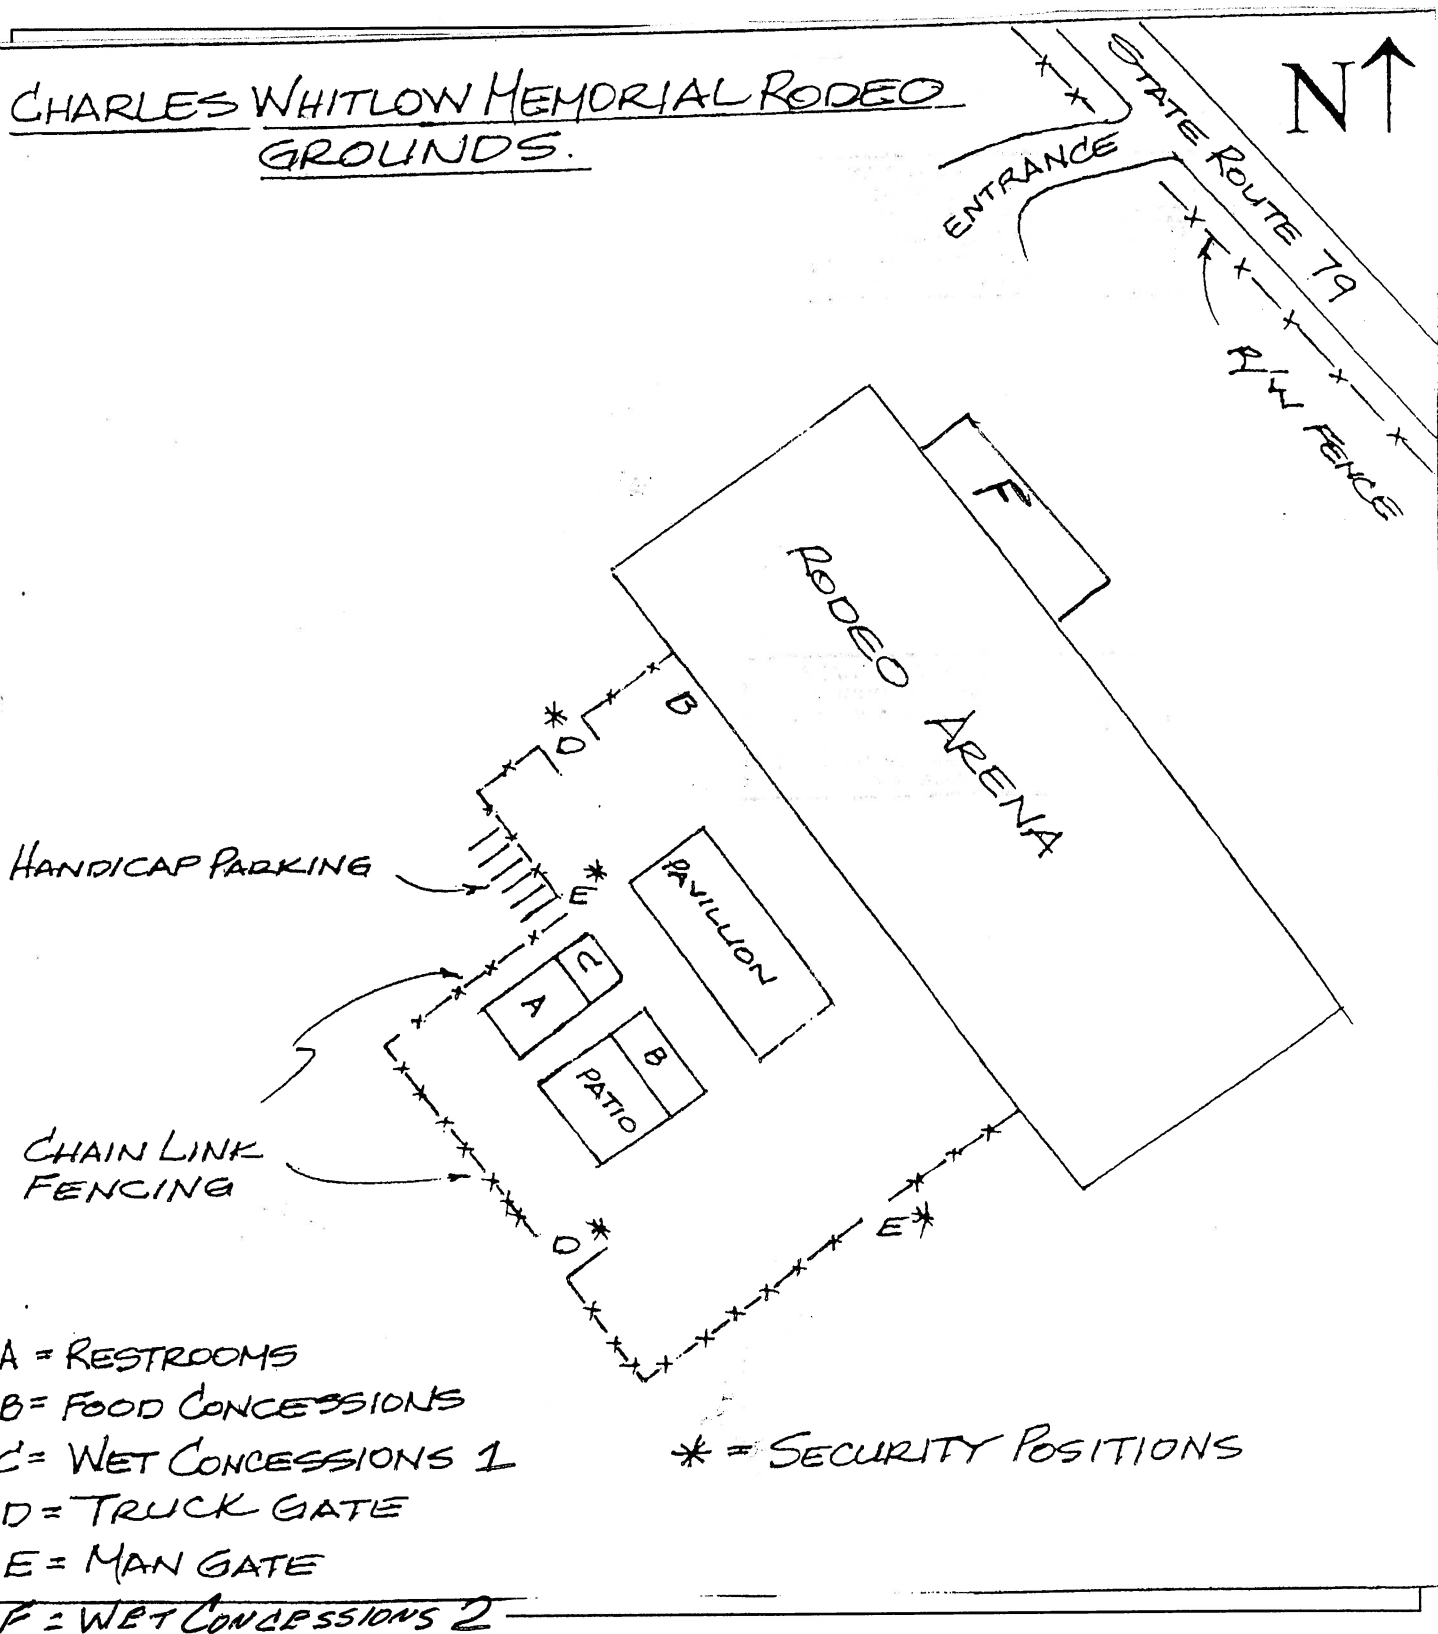 CHARLES WHITLOW MEMORIAL RODEO
GROUNDS.
N
STATE ROUTE 79
ENTRANCE
R/W FENCE
F
RODEO ARENA
B
* D
HANDICAP PARKING
E *
PAVILLION
C
A
B
PATIO
CHAIN LINK
FENCING
D *
E *
A = RESTROOMS
B = FOOD CONCESSIONS
C = WET CONCESSIONS 1
D = TRUCK GATE
E = MAN GATE
F = WET CONCESSIONS 2
* = SECURITY POSITIONS